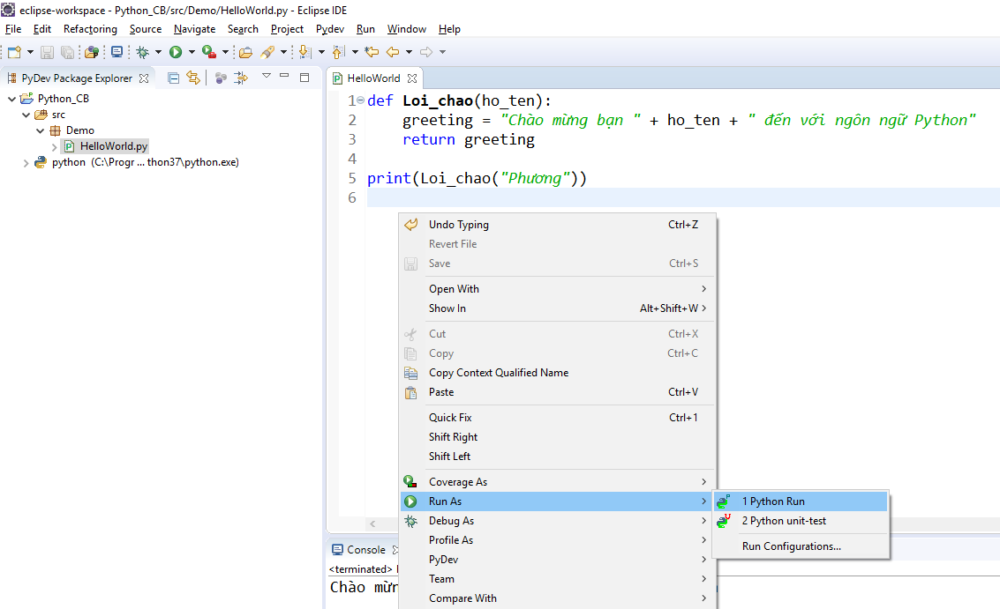 eclipse-workspace - Python_CB/src/Demo/HelloWorld.py - Eclipse IDE
File Edit Refactoring Source Navigate Search Project Pydev Run Window Help
PyDev Package Explorer
Python_CB
src
Demo
HelloWorld.py
python (C:\Progr ... thon37\python.exe)
HelloWorld
1 def Loi_chao(ho_ten):
2 greeting = "Chào mừng bạn " + ho_ten + " đến với ngôn ngữ Python"
3 return greeting
4
5 print(Loi_chao("Phương"))
6
Undo Typing Ctrl+Z
Revert File
Save Ctrl+S
Open With
Show In Alt+Shift+W
Cut Ctrl+X
Copy Ctrl+C
Copy Context Qualified Name
Paste Ctrl+V
Quick Fix Ctrl+1
Shift Right
Shift Left
Coverage As
Run As
Debug As
Profile As
PyDev
Team
Compare With
1 Python Run
2 Python unit-test
Run Configurations...
Console
<terminated>
Chào